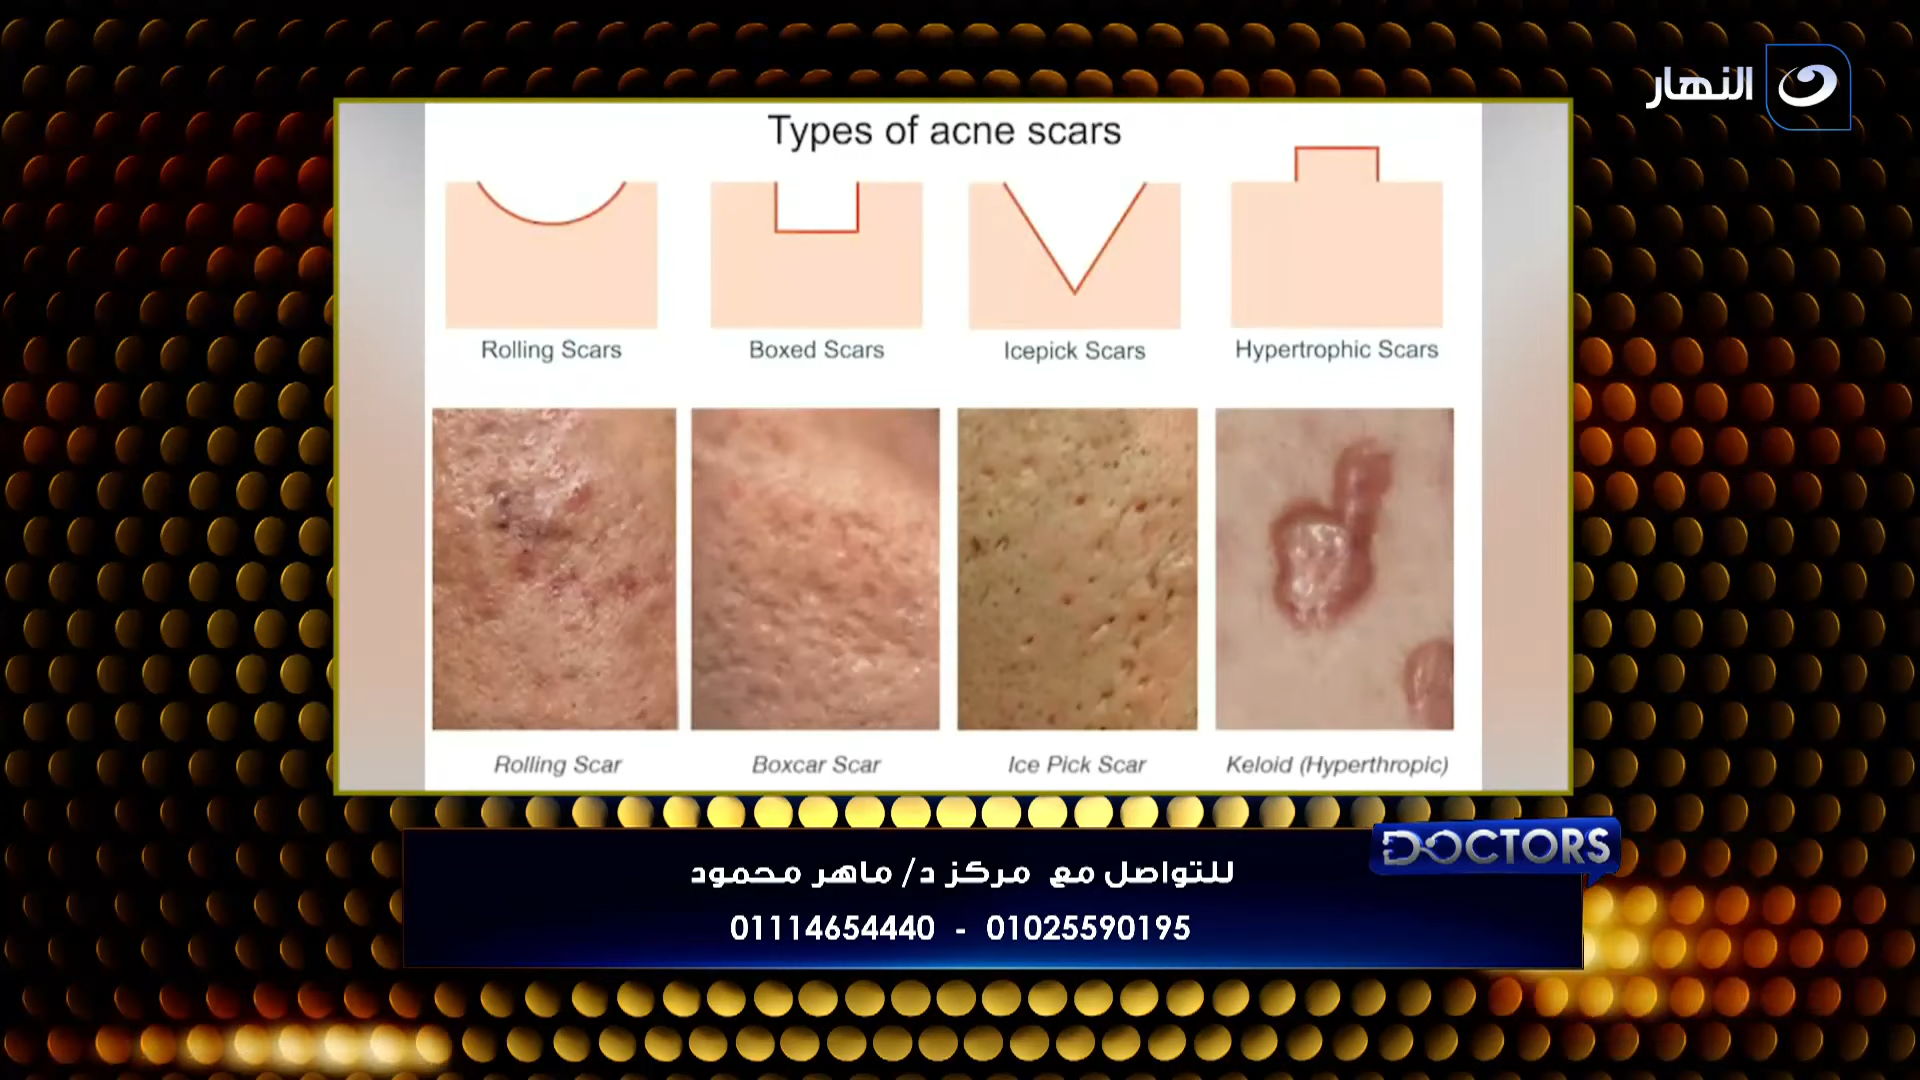 النهار
Types of acne scars
Rolling Scars
Boxed Scars
Icepick Scars
Hypertrophic Scars
Rolling Scar
Boxcar Scar
Ice Pick Scar
Keloid (Hyperthropic)
DOCTORS
للتواصل مع مركز د/ ماهر محمود
01114654440 - 01025590195